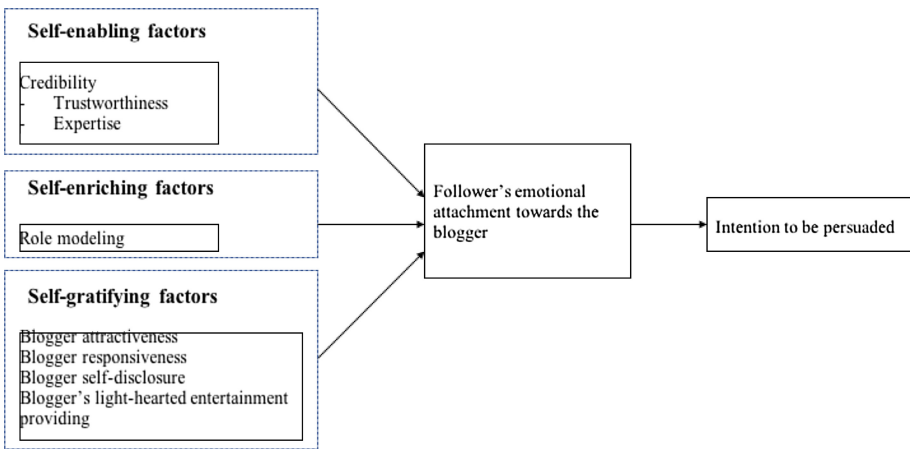 Self-enabling factors
Credibility
- Trustworthiness
- Expertise
Self-enriching factors
Role modeling
Self-gratifying factors
Blogger attractiveness
Blogger responsiveness
Blogger self-disclosure
Blogger's light-hearted entertainment
providing
Follower's emotional
attachment towards the
blogger
Intention to be persuaded